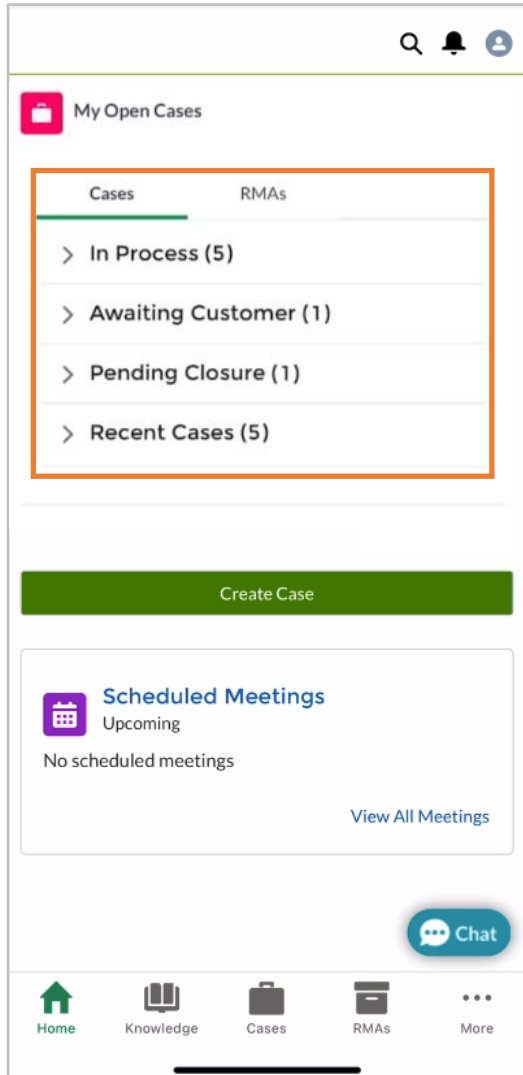 My Open Cases
Cases RMAs
In Process (5)
Awaiting Customer (1)
Pending Closure (1)
Recent Cases (5)
Create Case
Scheduled Meetings
Upcoming
No scheduled meetings
View All Meetings
Chat
Home Knowledge Cases RMAs More